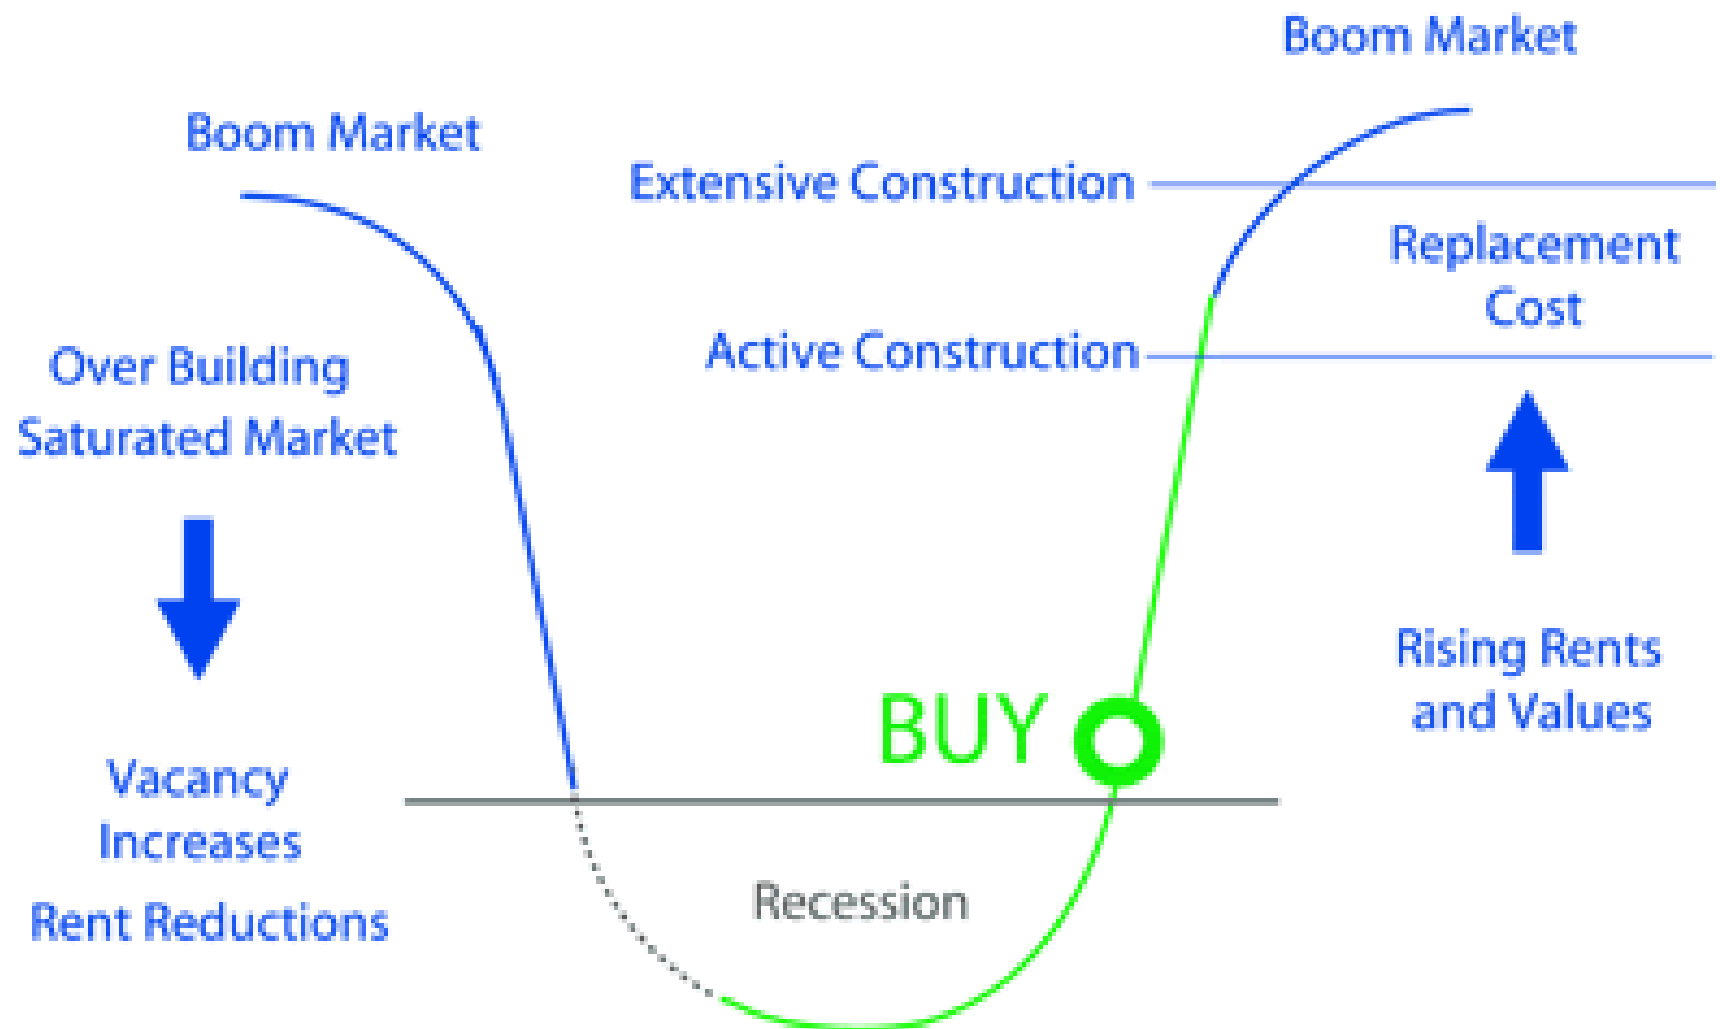 Boom Market
Boom Market
Extensive Construction
Replacement
Cost
Active Construction
Over Building
Saturated Market
Rising Rents
and Values
BUY
Vacancy
Increases
Rent Reductions
Recession